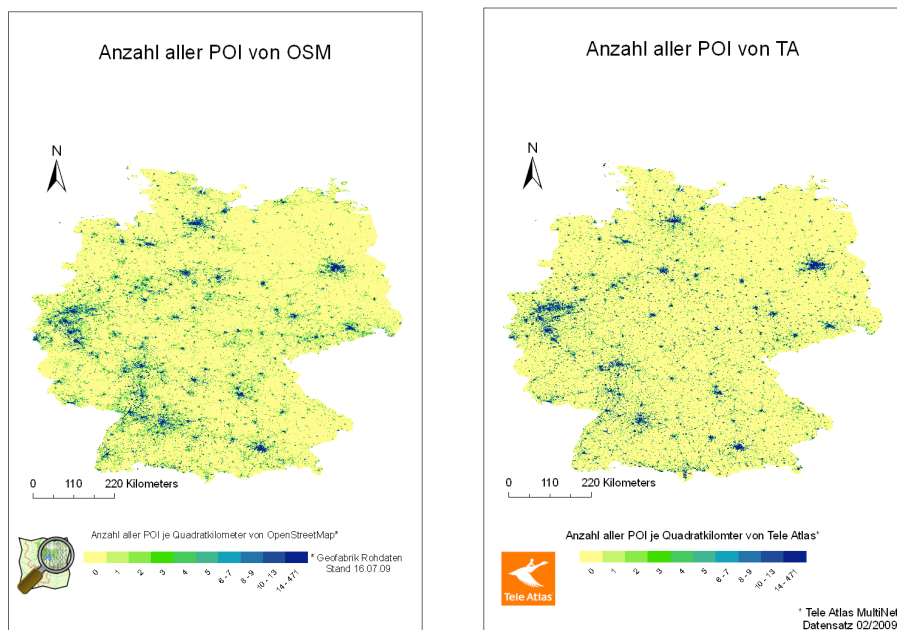 Anzahl aller POI von OSM
N
0 110 220 Kilometers
Anzahl aller POI je Quadratkilometer von OpenStreetMap*
0 1 2 3 4 5 6 - 7 8 - 9 10 - 13 14 - 471
* Geofabrik Rohdaten
Stand 16.07.09
Anzahl aller POI von TA
N
0 110 220 Kilometers
Anzahl aller POI je Quadratkilomter von Tele Atlas*
0 1 2 3 4 5 6 - 7 8 - 9 10 - 13 14 - 471
Tele Atlas
* Tele Atlas MultiNet
Datensatz 02/2009